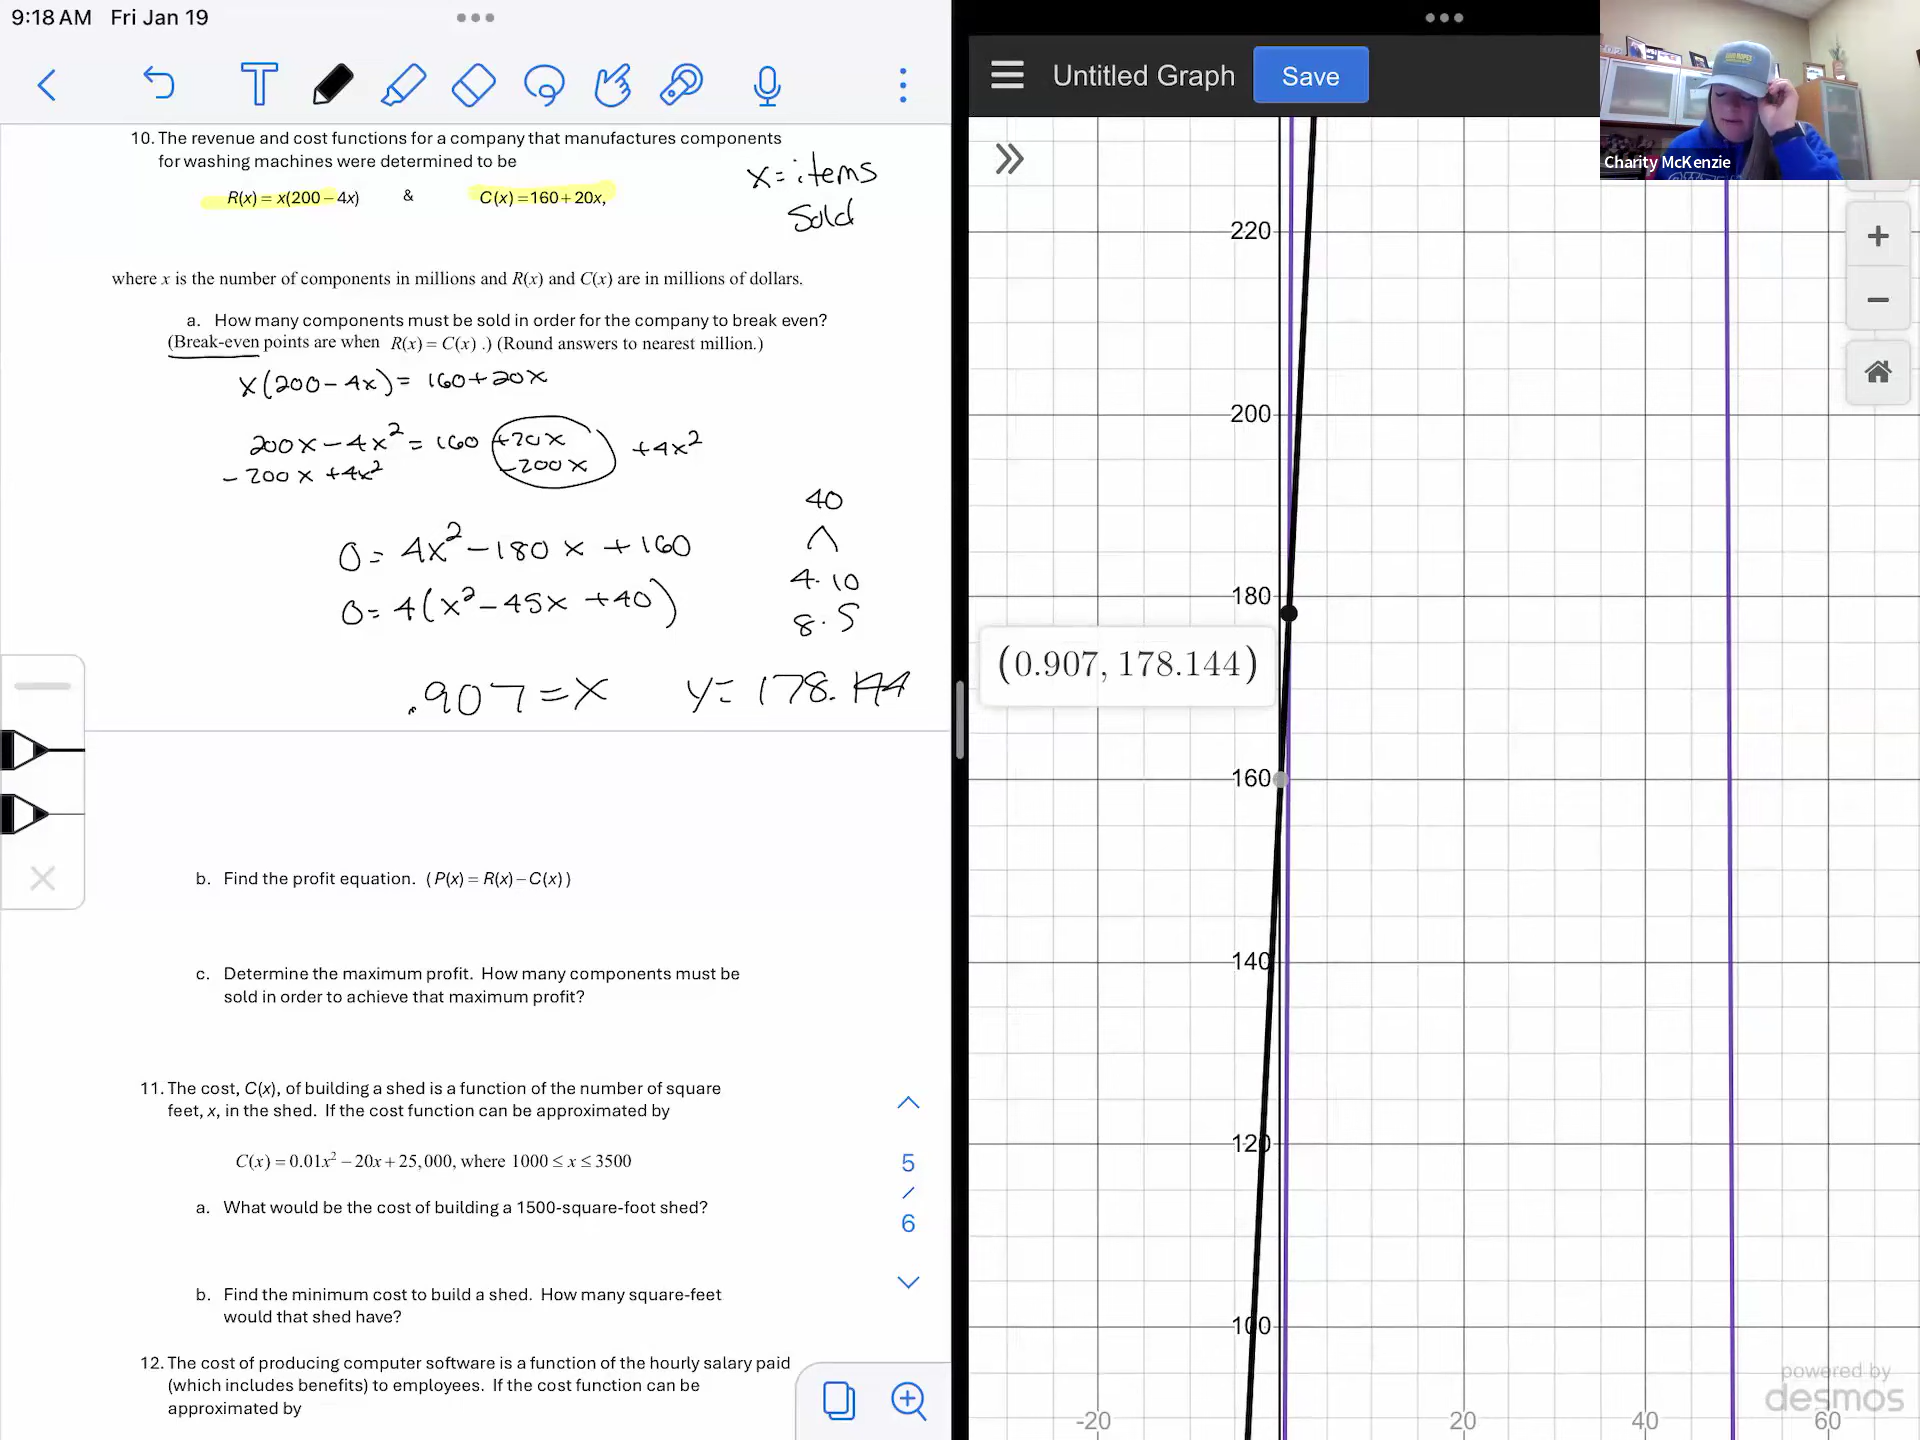 9:18 AM Fri Jan 19
Untitled Graph
Save
Charity McKenzie
10. The revenue and cost functions for a company that manufactures components
for washing machines were determined to be
R(x) = x(200 − 4x) & C(x) = 160 + 20x,
x = items
sold
where x is the number of components in millions and R(x) and C(x) are in millions of dollars.
a. How many components must be sold in order for the company to break even?
(Break-even points are when R(x) = C(x) .) (Round answers to nearest million.)
x(200 - 4x) = 160 + 20x
200x - 4x² = 160 +20x +4x²
- 200x +4x² -200x
40
0 = 4x² - 180x + 160
4 · 10
0 = 4(x² - 45x + 40)
8 · 5
.907 = x y = 178.144
b. Find the profit equation. ( P(x) = R(x) − C(x) )
c. Determine the maximum profit. How many components must be
sold in order to achieve that maximum profit?
11. The cost, C(x), of building a shed is a function of the number of square
feet, x, in the shed. If the cost function can be approximated by
C(x) = 0.01x² − 20x + 25,000, where 1000 ≤ x ≤ 3500
a. What would be the cost of building a 1500-square-foot shed?
b. Find the minimum cost to build a shed. How many square-feet
would that shed have?
12. The cost of producing computer software is a function of the hourly salary paid
(which includes benefits) to employees. If the cost function can be
approximated by
5
/
6
220
200
180
(0.907, 178.144)
160
140
120
100
-20 20 40 60
powered by
desmos